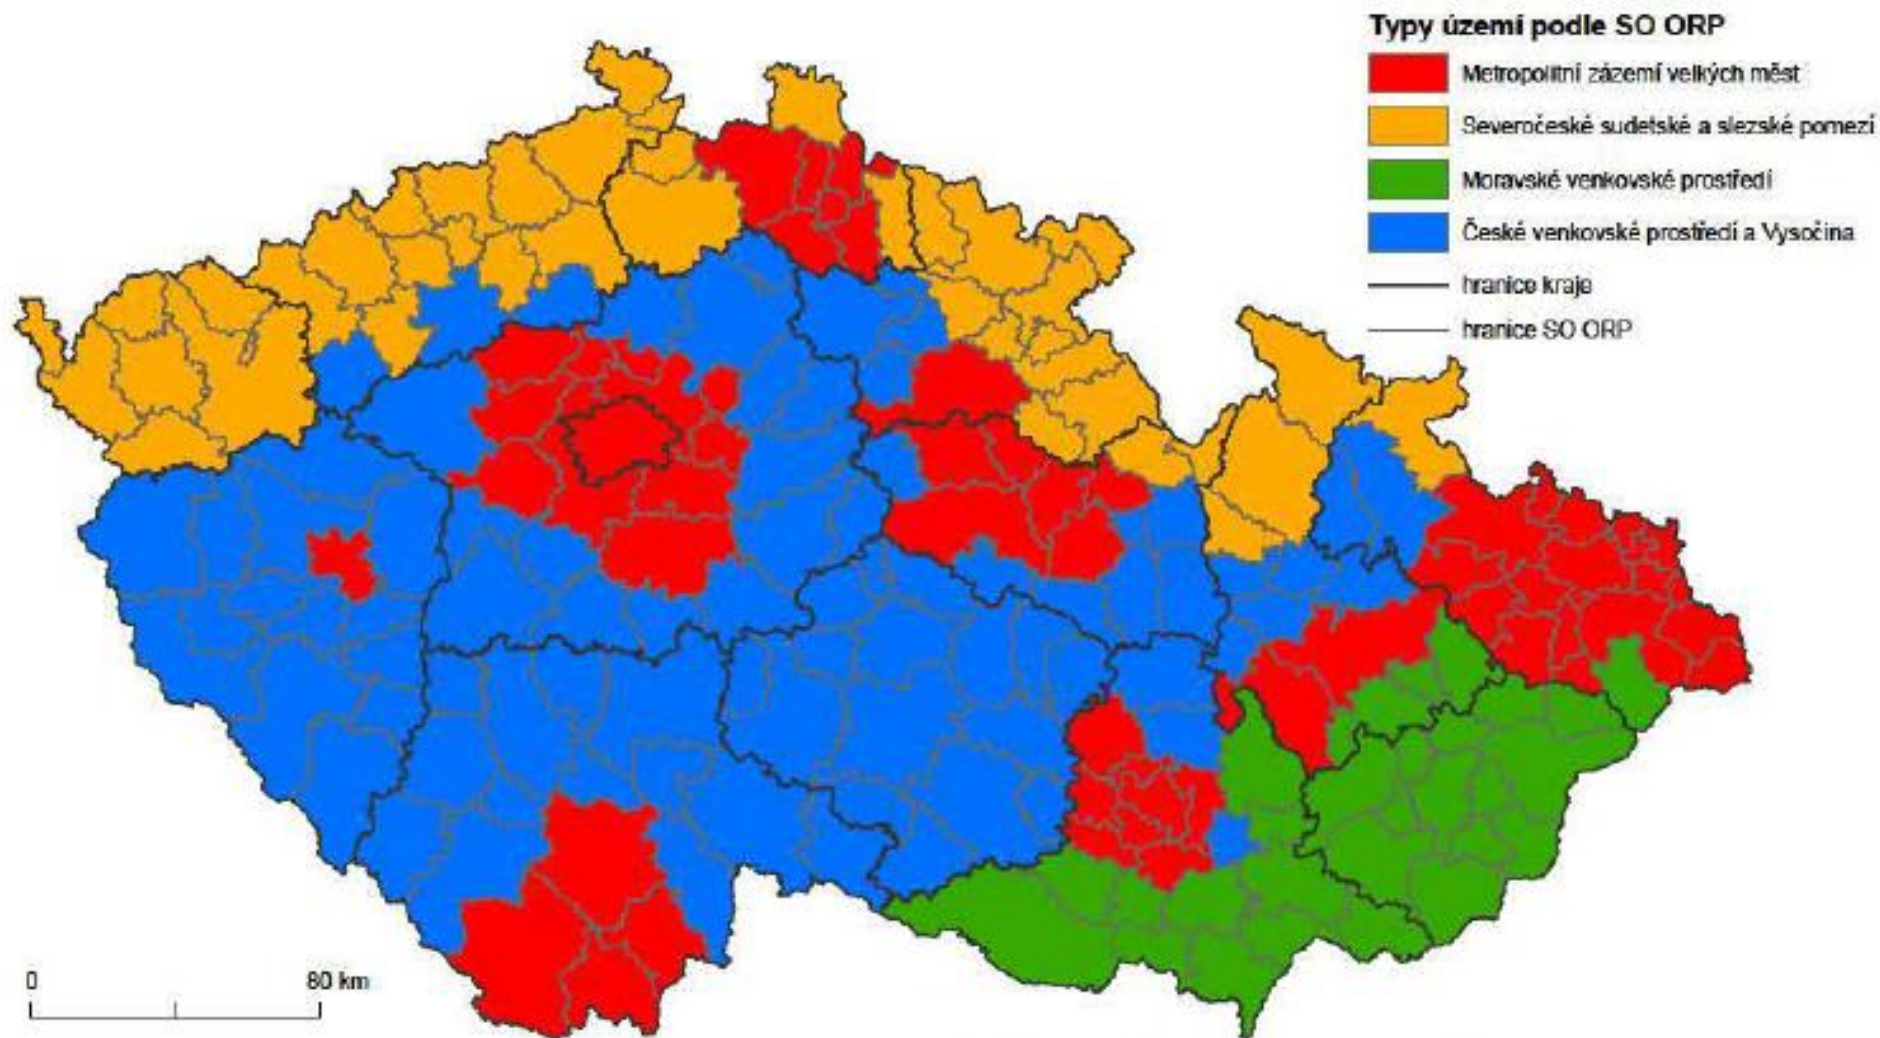 Typy území podle SO ORP
Metropolitní zázemí velkých měst
Severočeské sudetské a slezské pomezí
Moravské venkovské prostředí
České venkovské prostředí a Vysočina
hranice kraje
hranice SO ORP
0 80 km